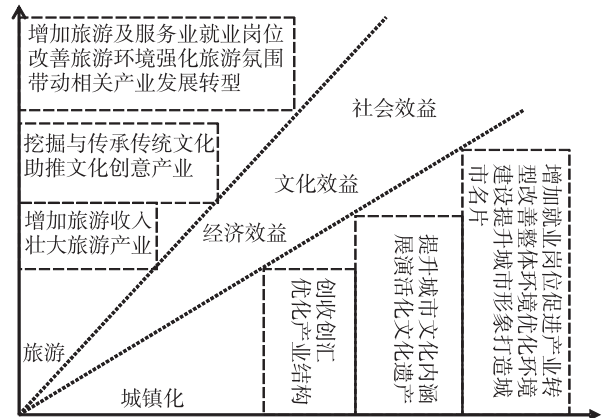 增加旅游及服务业就业岗位
改善旅游环境强化旅游氛围
带动相关产业发展转型
社会效益
挖掘与传承传统文化
助推文化创意产业
文化效益
增加旅游收入
壮大旅游产业
经济效益
旅游
城镇化
创收创汇
优化产业结构
提升城市文化内涵
展演活化文化遗产
增加就业岗位促进产业转
型改善整体环境优化环境
建设提升城市形象打造城
市名片